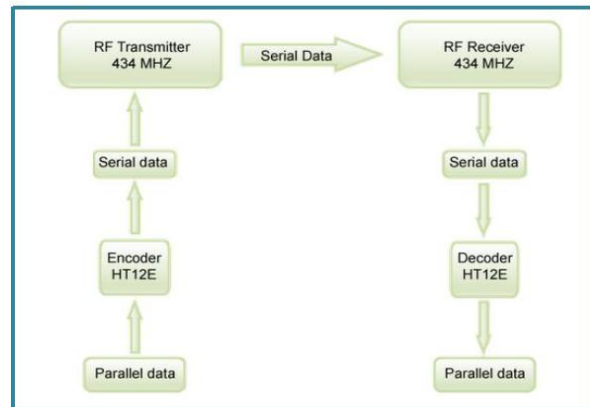 RF Transmitter
434 MHZ
Serial Data
RF Receiver
434 MHZ
Serial data
Serial data
Encoder
HT12E
Decoder
HT12E
Parallel data
Parallel data